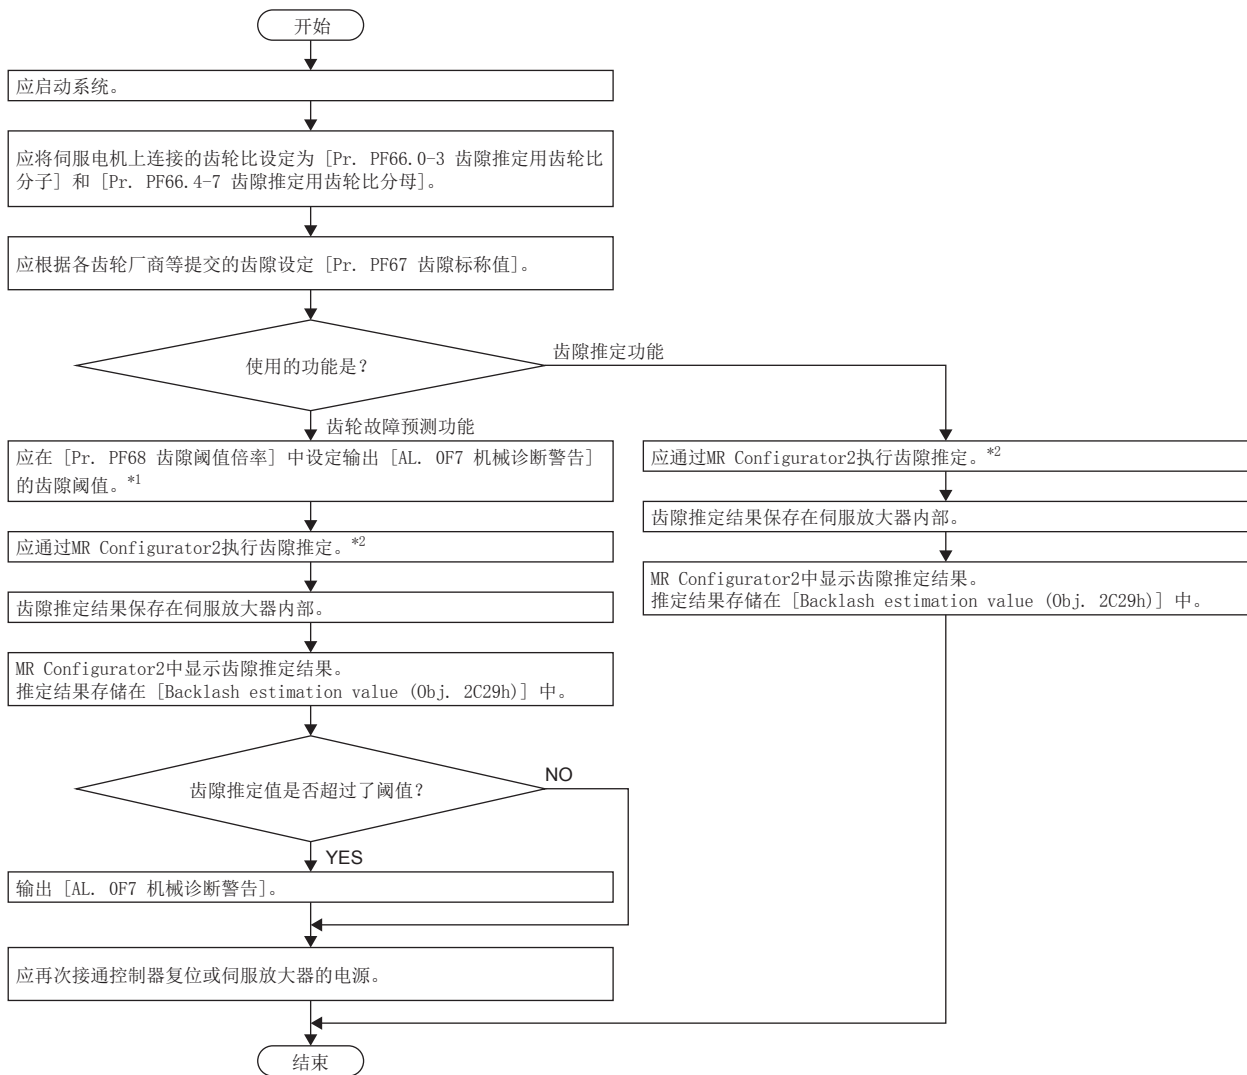 开始
应启动系统。
应将伺服电机上连接的齿轮比设定为 [Pr. PF66.0-3 齿隙推定用齿轮比
分子] 和 [Pr. PF66.4-7 齿隙推定用齿轮比分母]。
应根据各齿轮厂商等提交的齿隙设定 [Pr. PF67 齿隙标称值]。
使用的功能是?
齿隙推定功能
齿轮故障预测功能
应在 [Pr. PF68 齿隙阈值倍率] 中设定输出 [AL. 0F7 机械诊断警告]
的齿隙阈值。*1
应通过MR Configurator2执行齿隙推定。*2
齿隙推定结果保存在伺服放大器内部。
MR Configurator2中显示齿隙推定结果。
推定结果存储在 [Backlash estimation value (Obj. 2C29h)] 中。
齿隙推定值是否超过了阈值?
NO
YES
输出 [AL. 0F7 机械诊断警告]。
应再次接通控制器复位或伺服放大器的电源。
应通过MR Configurator2执行齿隙推定。*2
齿隙推定结果保存在伺服放大器内部。
MR Configurator2中显示齿隙推定结果。
推定结果存储在 [Backlash estimation value (Obj. 2C29h)] 中。
结束